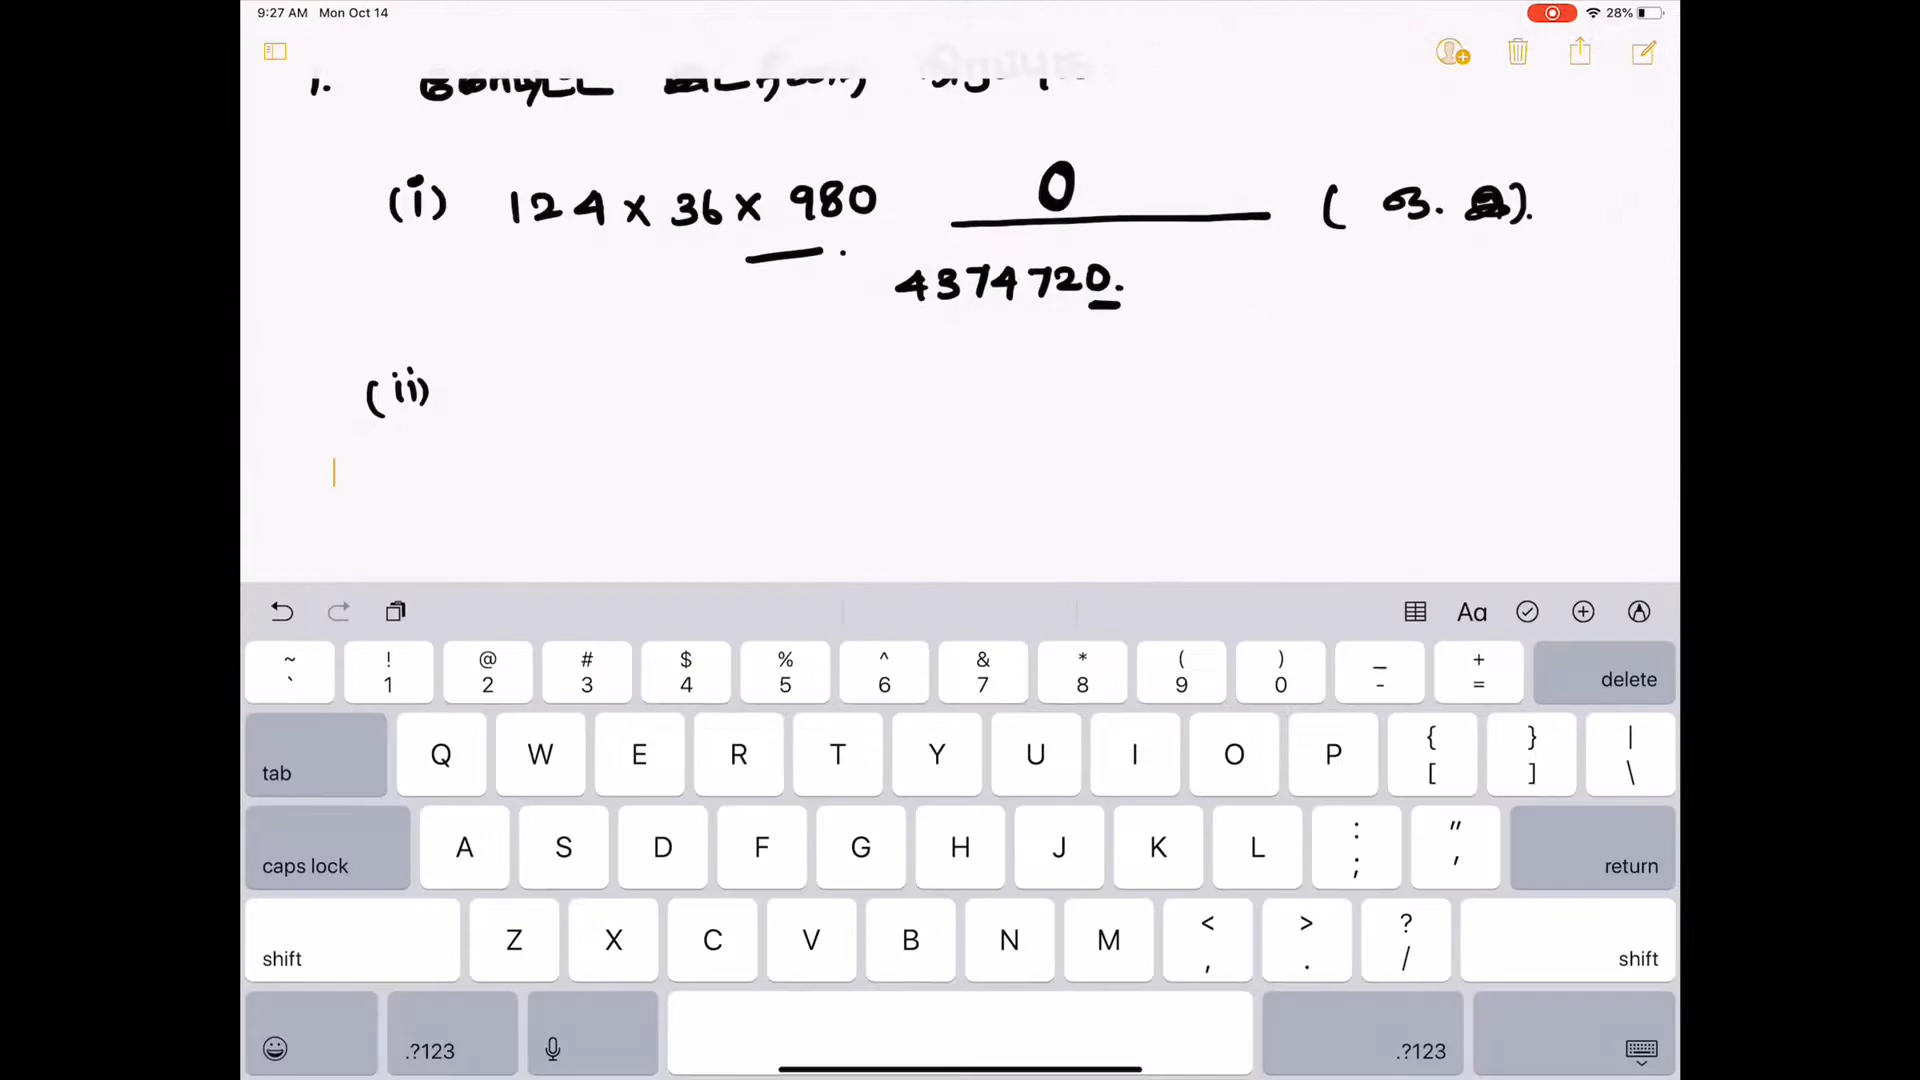 9:27 AM Mon Oct 14
28%
1.
(i) 124 x 36 x 980 0 ( ஒ. ).
4374720.
(ii)
Aa
~ ! @ # $ % ^ & * ( ) _ +
` 1 2 3 4 5 6 7 8 9 0 - = delete
tab Q W E R T Y U I O P { [ } ] | \
caps lock A S D F G H J K L : ; " ' return
shift Z X C V B N M < , > . ? / shift
.?123 .?123